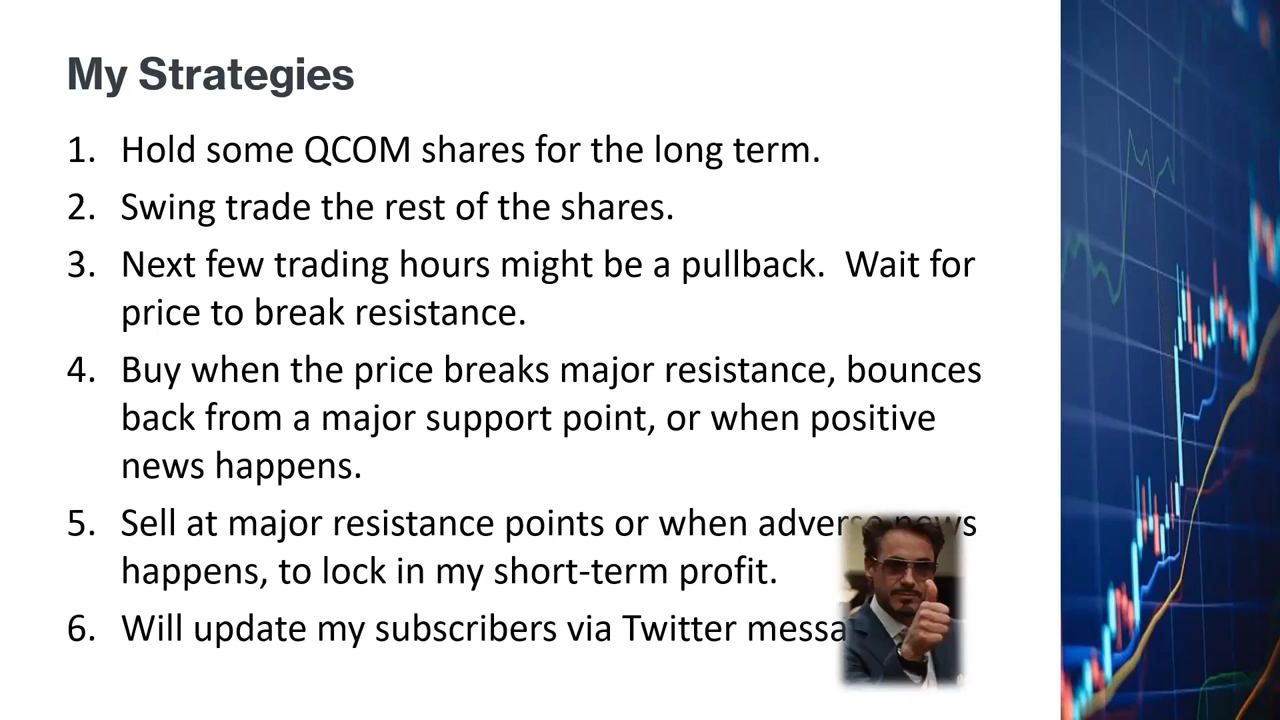 My Strategies
1. Hold some QCOM shares for the long term.
2. Swing trade the rest of the shares.
3. Next few trading hours might be a pullback.  Wait for
price to break resistance.
4. Buy when the price breaks major resistance, bounces
back from a major support point, or when positive
news happens.
5. Sell at major resistance points or when adverse news
happens, to lock in my short-term profit.
6. Will update my subscribers via Twitter